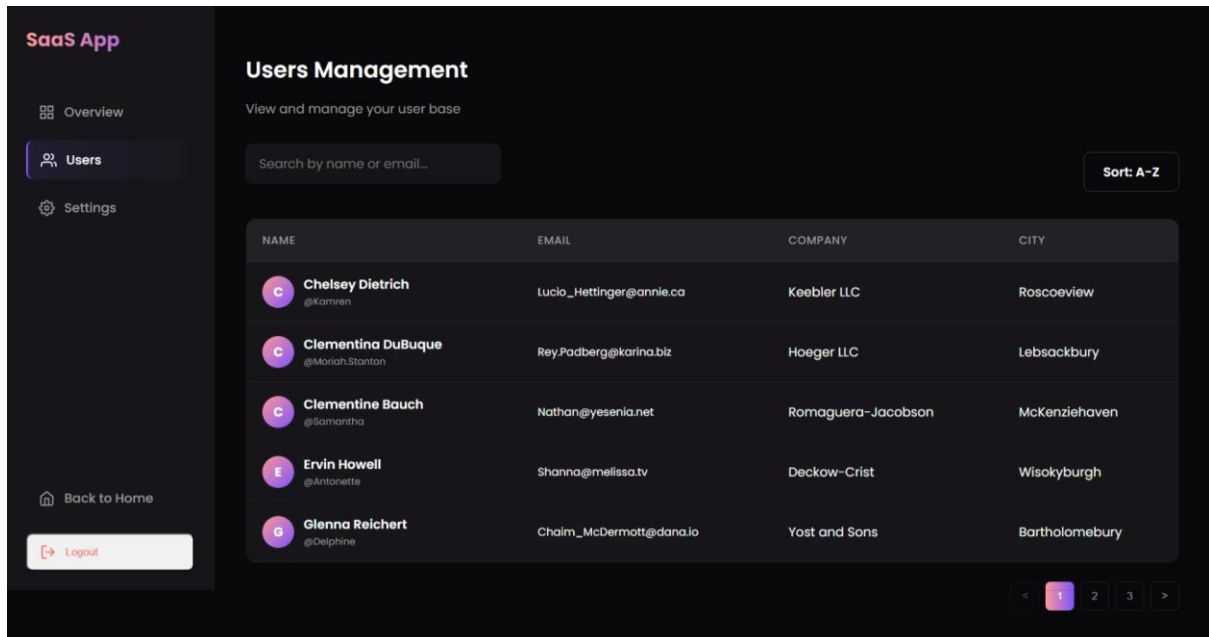 SaaS App
Overview
Users
Settings
Back to Home
Logout
Users Management
View and manage your user base
Search by name or email...
Sort: A-Z
NAME EMAIL COMPANY CITY
C Chelsey Dietrich
@Kamren
Lucio_Hettinger@annie.ca Keebler LLC Roscoeview
C Clementina DuBuque
@Moriah.Stanton
Rey.Padberg@karina.biz Hoeger LLC Lebsackbury
C Clementine Bauch
@Samantha
Nathan@yesenia.net Romaguera-Jacobson McKenziehaven
E Ervin Howell
@Antonette
Shanna@melissa.tv Deckow-Crist Wisokyburgh
G Glenna Reichert
@Delphine
Chaim_McDermott@dana.io Yost and Sons Bartholomebury
< 1 2 3 >